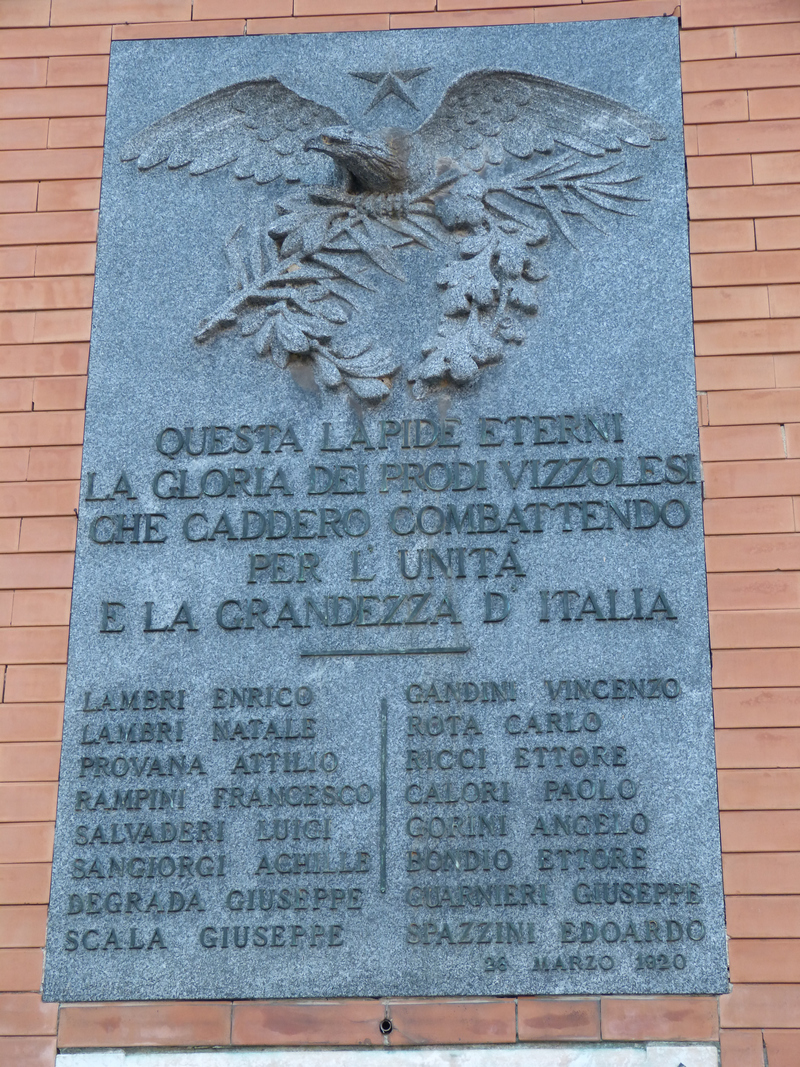 QUESTA LAPIDE ETERNI
LA GLORIA DEI PRODI VIZZOLESI
CHE CADDERO COMBATTENDO
PER L'UNITÀ
E LA GRANDEZZA D'ITALIA
LAMBRI ENRICO
LAMBRI NATALE
PROVANA ATTILIO
RAMPINI FRANCESCO
SALVADERI LUIGI
SANGIORGI ACHILLE
DEGRADA GIUSEPPE
SCALA GIUSEPPE
GANDINI VINCENZO
ROTA CARLO
RICCI ETTORE
CALORI PAOLO
GORINI ANGELO
BONDIO ETTORE
GUARNIERI GIUSEPPE
SPAZZINI EDOARDO
28 MARZO 1920